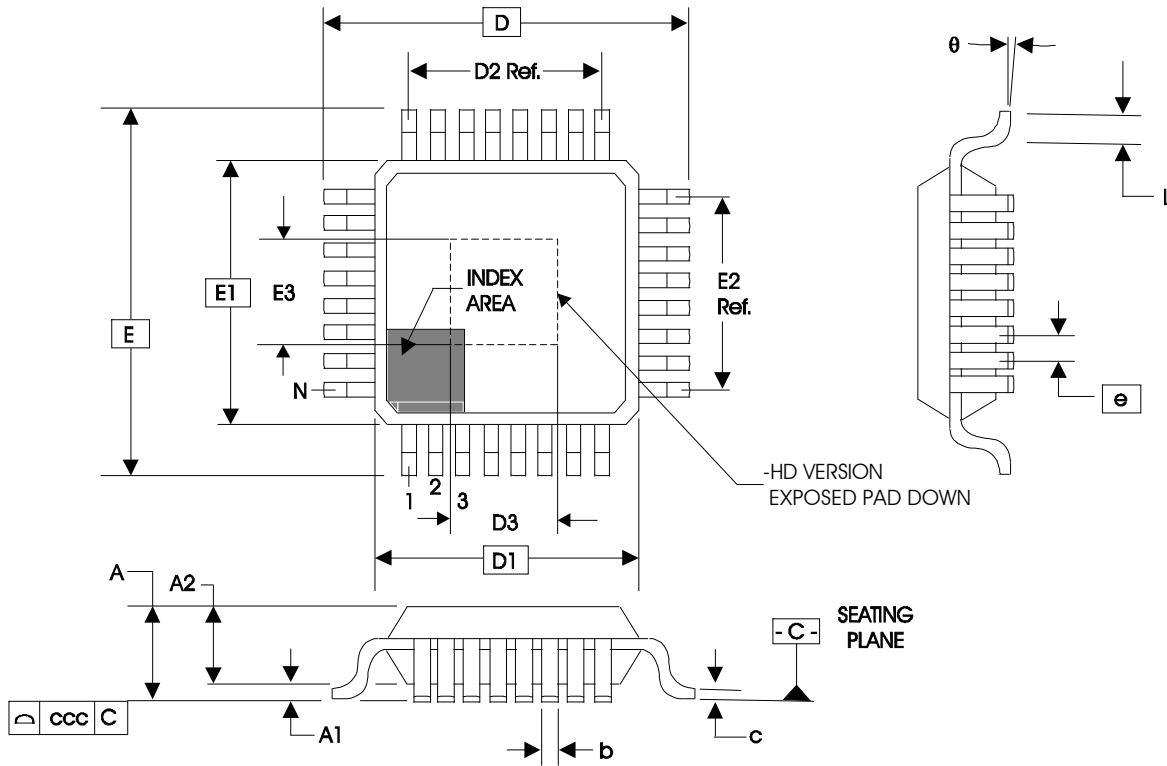 D
D2 Ref.
θ
L
E
E1
E3
INDEX
AREA
E2
Ref.
N
e
1
2
3
-HD VERSION
EXPOSED PAD DOWN
D3
D1
A
A2
- C -
SEATING
PLANE
⌓ ccc C
A1
b
c